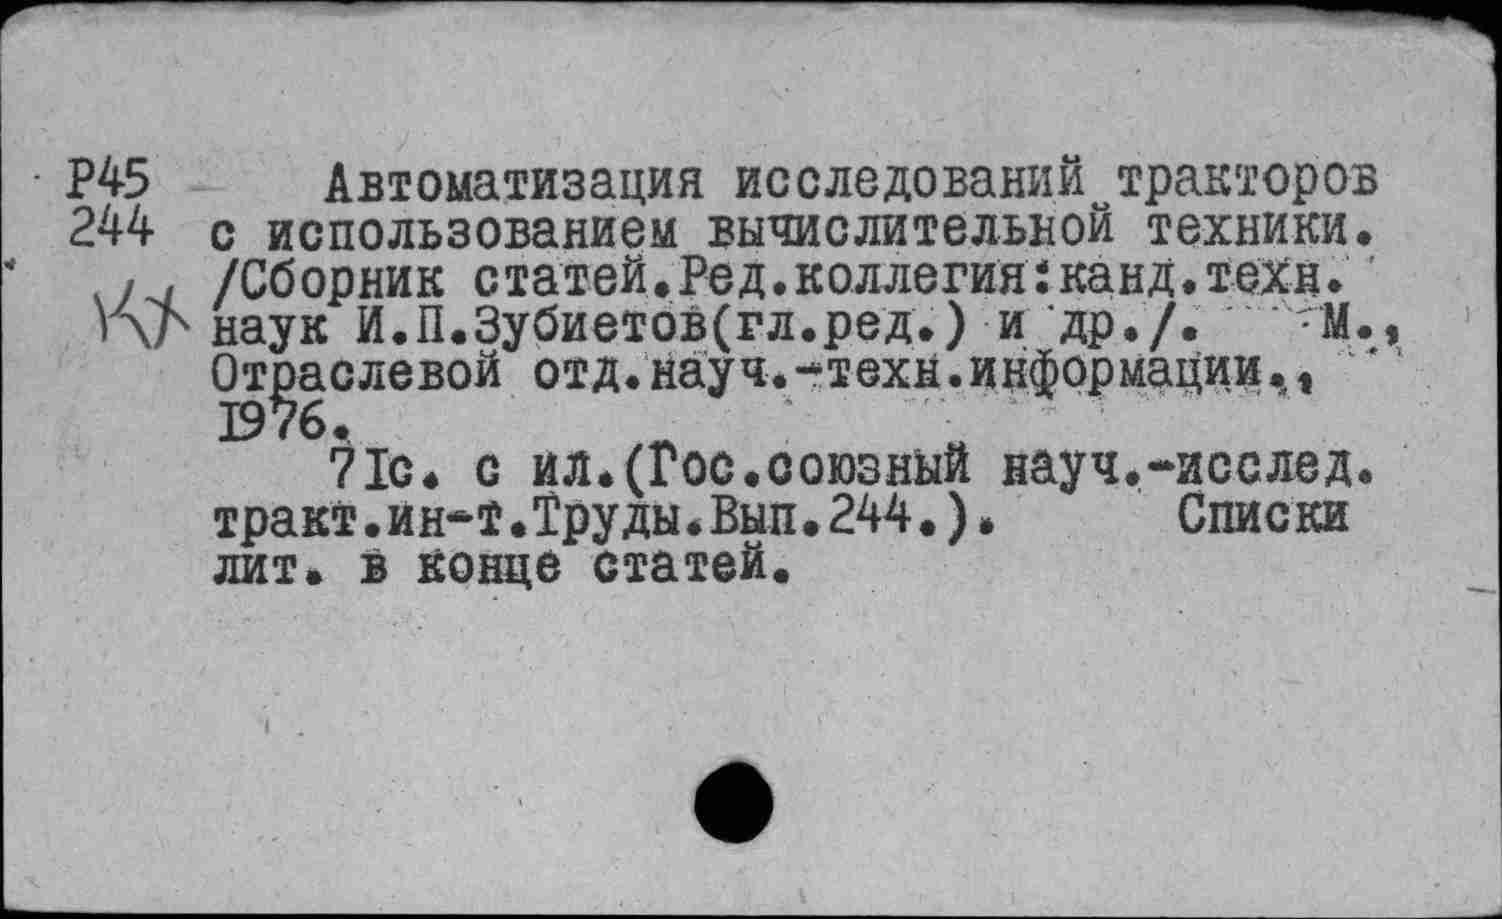 Р45 Автоматизация исследований тракторов
244 с использованием вычислительной техники.
/Сборник статей.Ред.коллегия:канд.техн.
наук И.П.Зубиетов(гл.ред.) и др./. М.,
Отраслевой отд.науч.-техн.информации.,
1976.
71с. с ил.(Гос.союзный науч.-исслед.
тракт.ин-т.Труды.Вып.244.). Списки
лит. в конце статей.